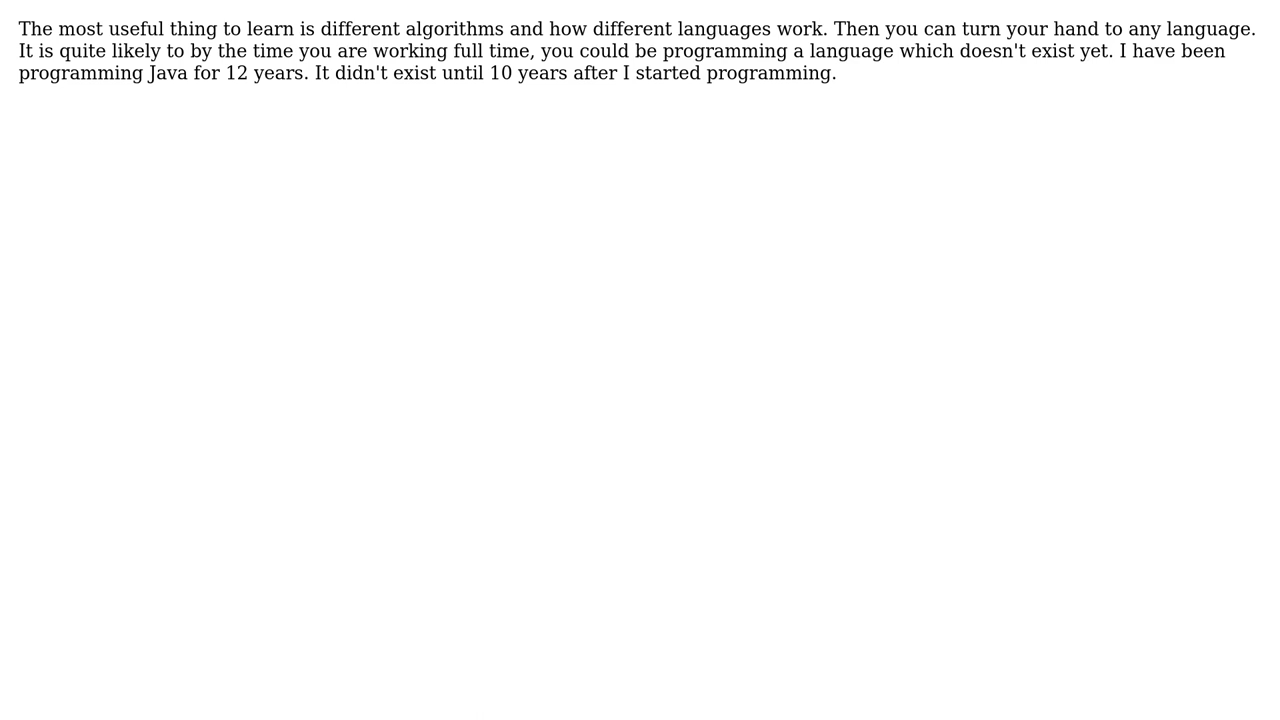 The most useful thing to learn is different algorithms and how different languages work. Then you can turn your hand to any language.
It is quite likely to by the time you are working full time, you could be programming a language which doesn't exist yet. I have been
programming Java for 12 years. It didn't exist until 10 years after I started programming.